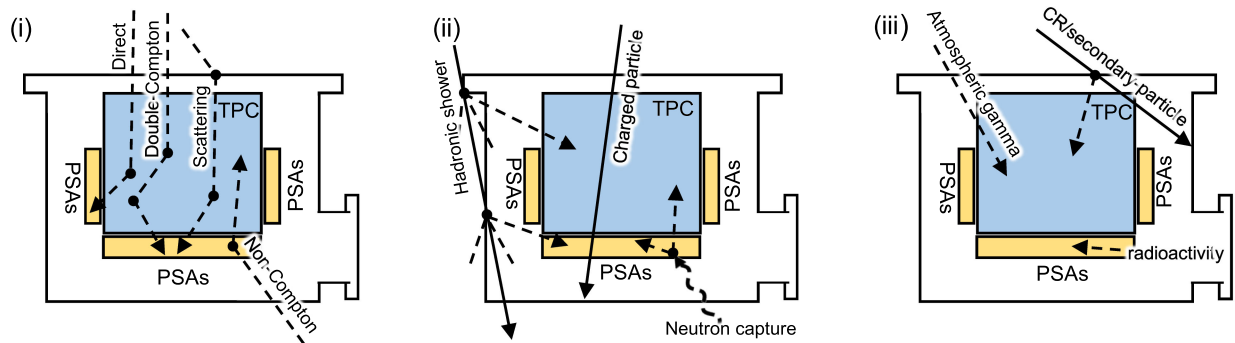 (i)
Direct
Double-Compton
Scattering
TPC
PSAs
PSAs
PSAs
Non-Compton
(ii)
Hadronic shower
Charged particle
TPC
PSAs
PSAs
PSAs
Neutron capture
(iii)
Atmospheric gamma
CR/secondary-particle
TPC
PSAs
PSAs
PSAs
radioactivity